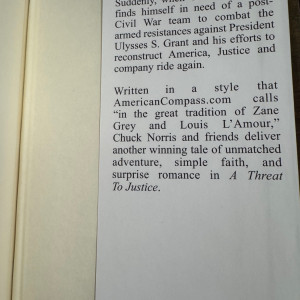 Suddenly, when
finds himself in need of a post-
Civil War team to combat the
armed resistances against President
Ulysses S. Grant and his efforts to
reconstruct America, Justice and
company ride again.
Written in a style that
AmericanCompass.com calls
“in the great tradition of Zane
Grey and Louis L’Amour,”
Chuck Norris and friends deliver
another winning tale of unmatched
adventure, simple faith, and
surprise romance in A Threat
To Justice.